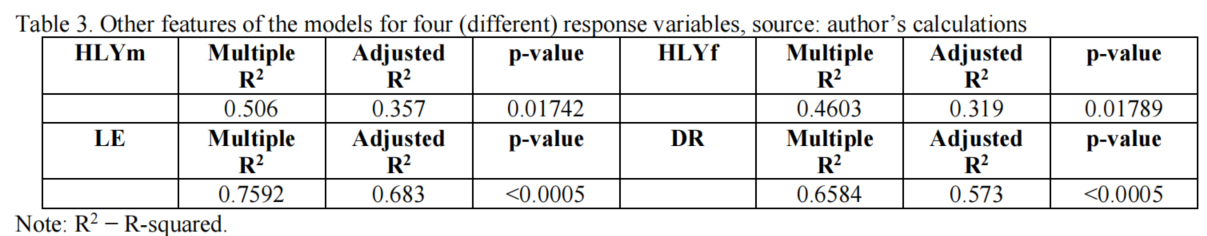 Table 3. Other features of the models for four (different) response variables, source: author’s calculations
HLYm Multiple R² Adjusted R² p-value HLYf Multiple R² Adjusted R² p-value
0.506 0.357 0.01742 0.4603 0.319 0.01789
LE Multiple R² Adjusted R² p-value DR Multiple R² Adjusted R² p-value
0.7592 0.683 <0.0005 0.6584 0.573 <0.0005
Note: R² – R-squared.